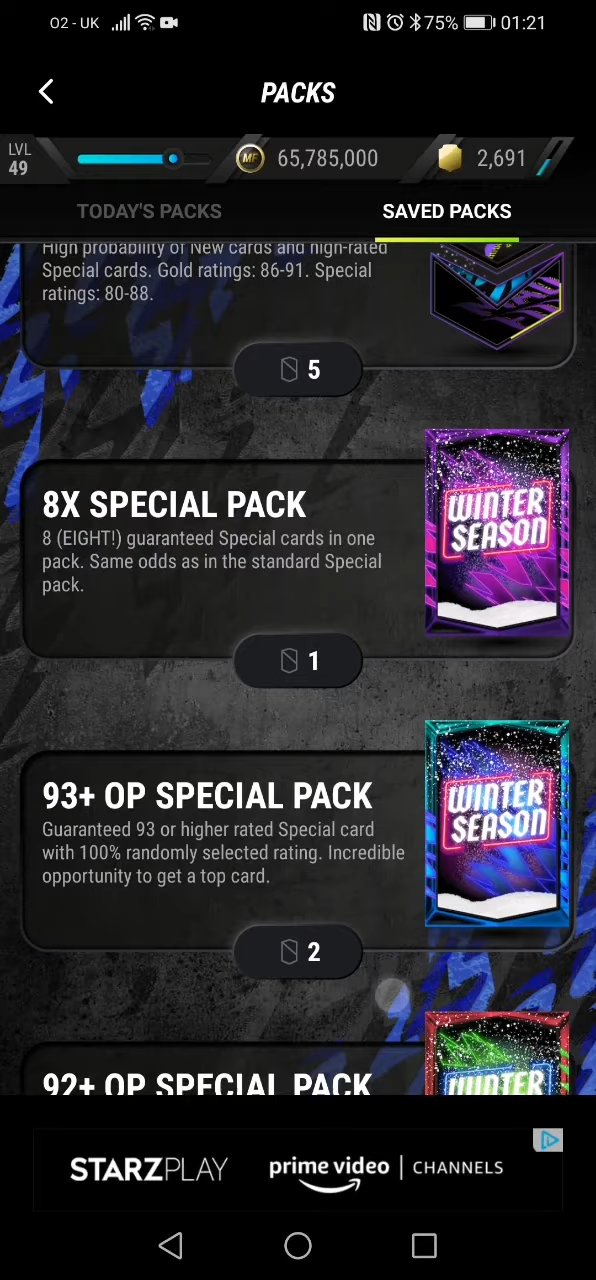 O2 - UK 75% 01:21
PACKS
LVL
49
MF 65,785,000 2,691
TODAY'S PACKS SAVED PACKS
High probability of New cards and high-rated
Special cards. Gold ratings: 86-91. Special
ratings: 80-88.
5
8X SPECIAL PACK
8 (EIGHT!) guaranteed Special cards in one
pack. Same odds as in the standard Special
pack.
WINTER
SEASON
1
93+ OP SPECIAL PACK
Guaranteed 93 or higher rated Special card
with 100% randomly selected rating. Incredible
opportunity to get a top card.
WINTER
SEASON
2
92+ OP SPECIAL PACK
WINTER
STARZPLAY prime video | CHANNELS